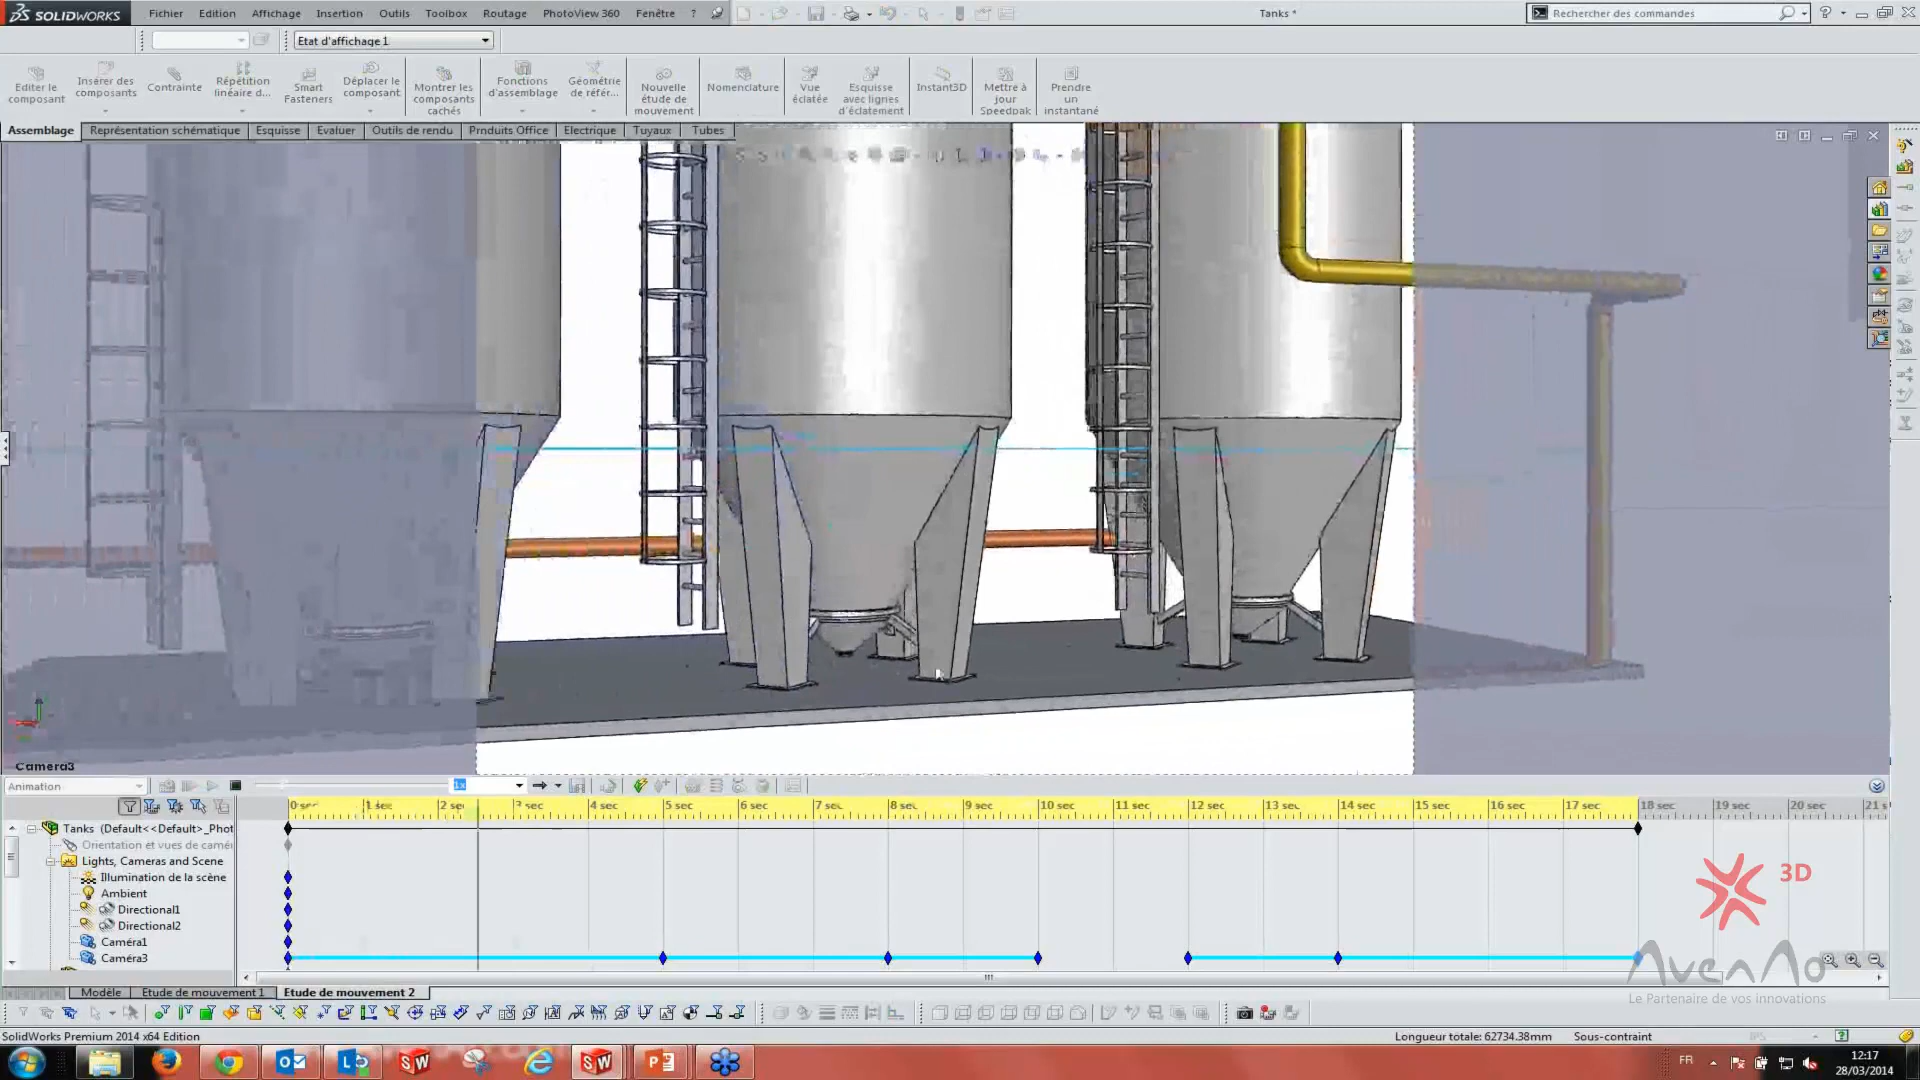 SOLIDWORKS Fichier Edition Affichage Insertion Outils Toolbox Routage PhotoView 360 Fenêtre ? Tanks * Rechercher des commandes
Etat d'affichage 1
Editer le composant
Insérer des composants
Contrainte
Répétition linéaire d...
Smart Fasteners
Déplacer le composant
Montrer les composants cachés
Fonctions d'assemblage
Géométrie de référ...
Nouvelle étude de mouvement
Nomenclature
Vue éclatée
Esquisse avec lignes d'éclatement
Instant3D
Mettre à jour Speedpak
Prendre un instantané
Assemblage Représentation schématique Esquisse Evaluer Outils de rendu Produits Office Electrique Tuyaux Tubes
Camera3
Animation 1x
0 sec 1 sec 2 sec 3 sec 4 sec 5 sec 6 sec 7 sec 8 sec 9 sec 10 sec 11 sec 12 sec 13 sec 14 sec 15 sec 16 sec 17 sec 18 sec 19 sec 20 sec 21 s
Tanks (Default<<Default>_Phot
Orientation et vues de camér
Lights, Cameras and Scene
Illumination de la scène
Ambient
Directional1
Directional2
Caméra1
Caméra3
3D
AvenAo
Le Partenaire de vos innovations
Modèle Etude de mouvement 1 Etude de mouvement 2
SolidWorks Premium 2014 x64 Edition Longueur totale: 62734.38mm Sous-contraint
FR 12:17
28/03/2014